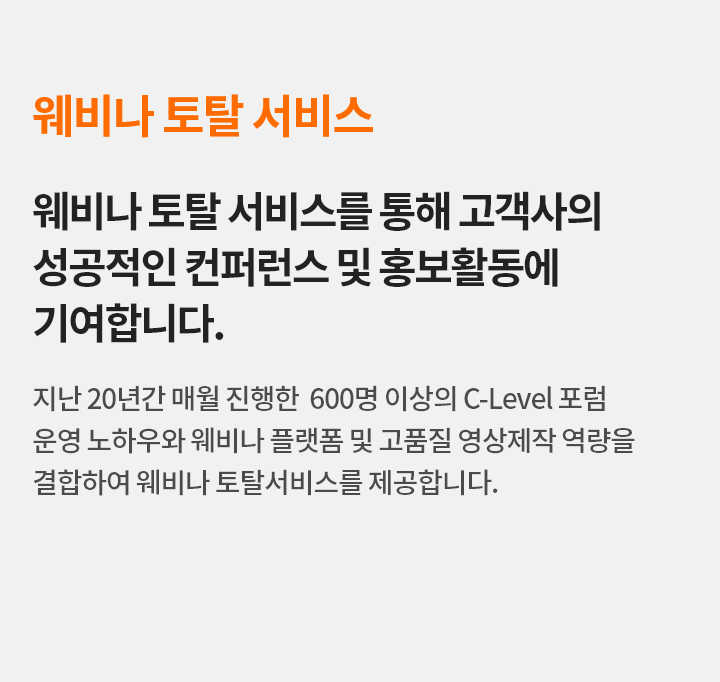 웨비나 토탈 서비스
웨비나 토탈 서비스를 통해 고객사의
성공적인 컨퍼런스 및 홍보활동에
기여합니다.
지난 20년간 매월 진행한  600명 이상의 C-Level 포럼
운영 노하우와 웨비나 플랫폼 및 고품질 영상제작 역량을
결합하여 웨비나 토탈서비스를 제공합니다.